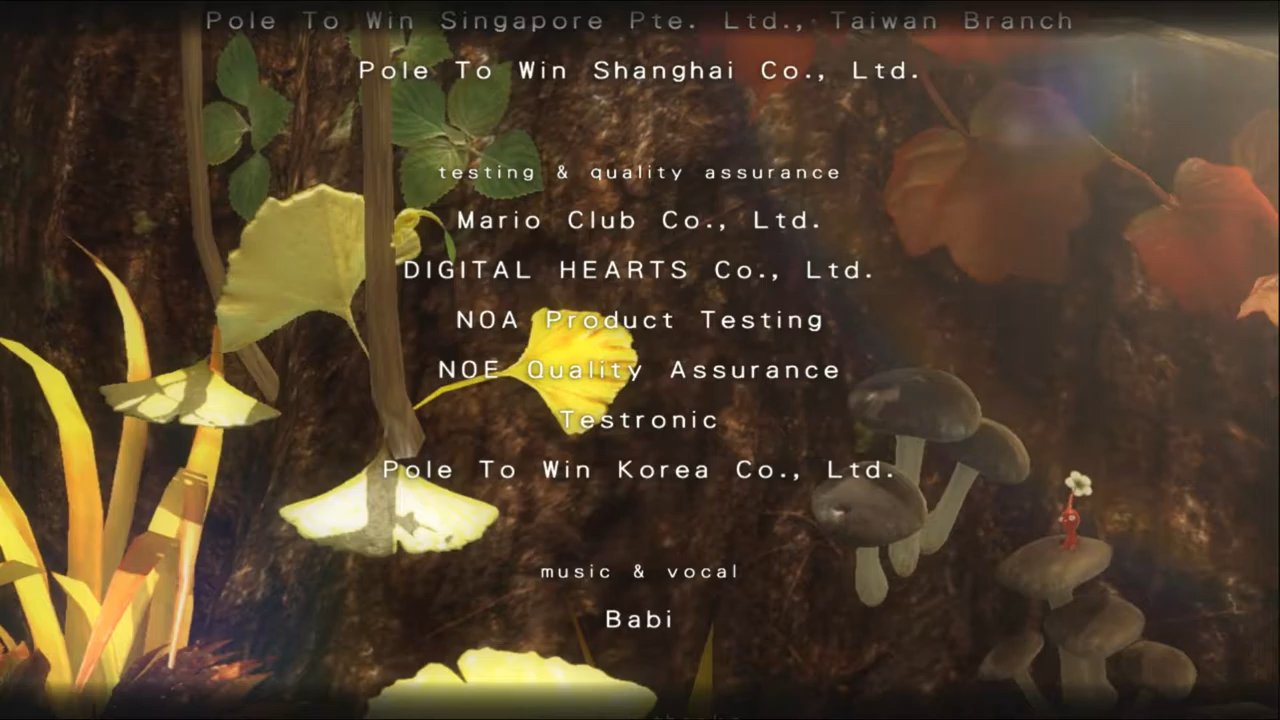 Pole To Win Singapore Pte. Ltd., Taiwan Branch
Pole To Win Shanghai Co., Ltd.
testing & quality assurance
Mario Club Co., Ltd.
DIGITAL HEARTS Co., Ltd.
NOA Product Testing
NOE Quality Assurance
Testronic
Pole To Win Korea Co., Ltd.
music & vocal
Babi